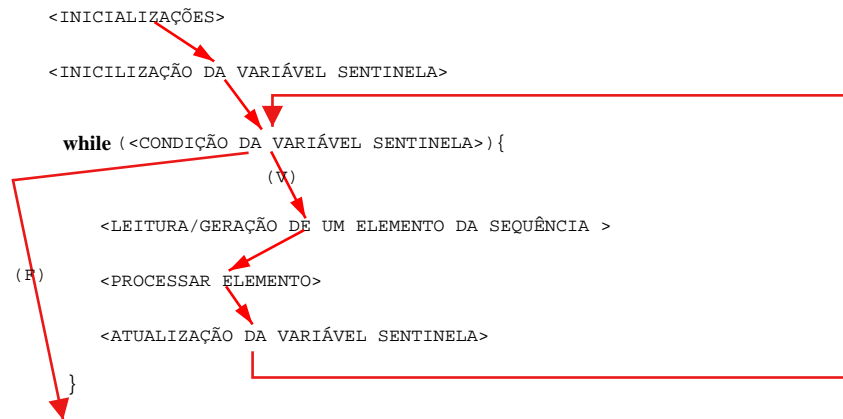 <INICIALIZAÇÕES>
<INICILIZAÇÃO DA VARIÁVEL SENTINELA>
while (<CONDIÇÃO DA VARIÁVEL SENTINELA>){
(V)
<LEITURA/GERAÇÃO DE UM ELEMENTO DA SEQUÊNCIA >
(F)
<PROCESSAR ELEMENTO>
<ATUALIZAÇÃO DA VARIÁVEL SENTINELA>
}